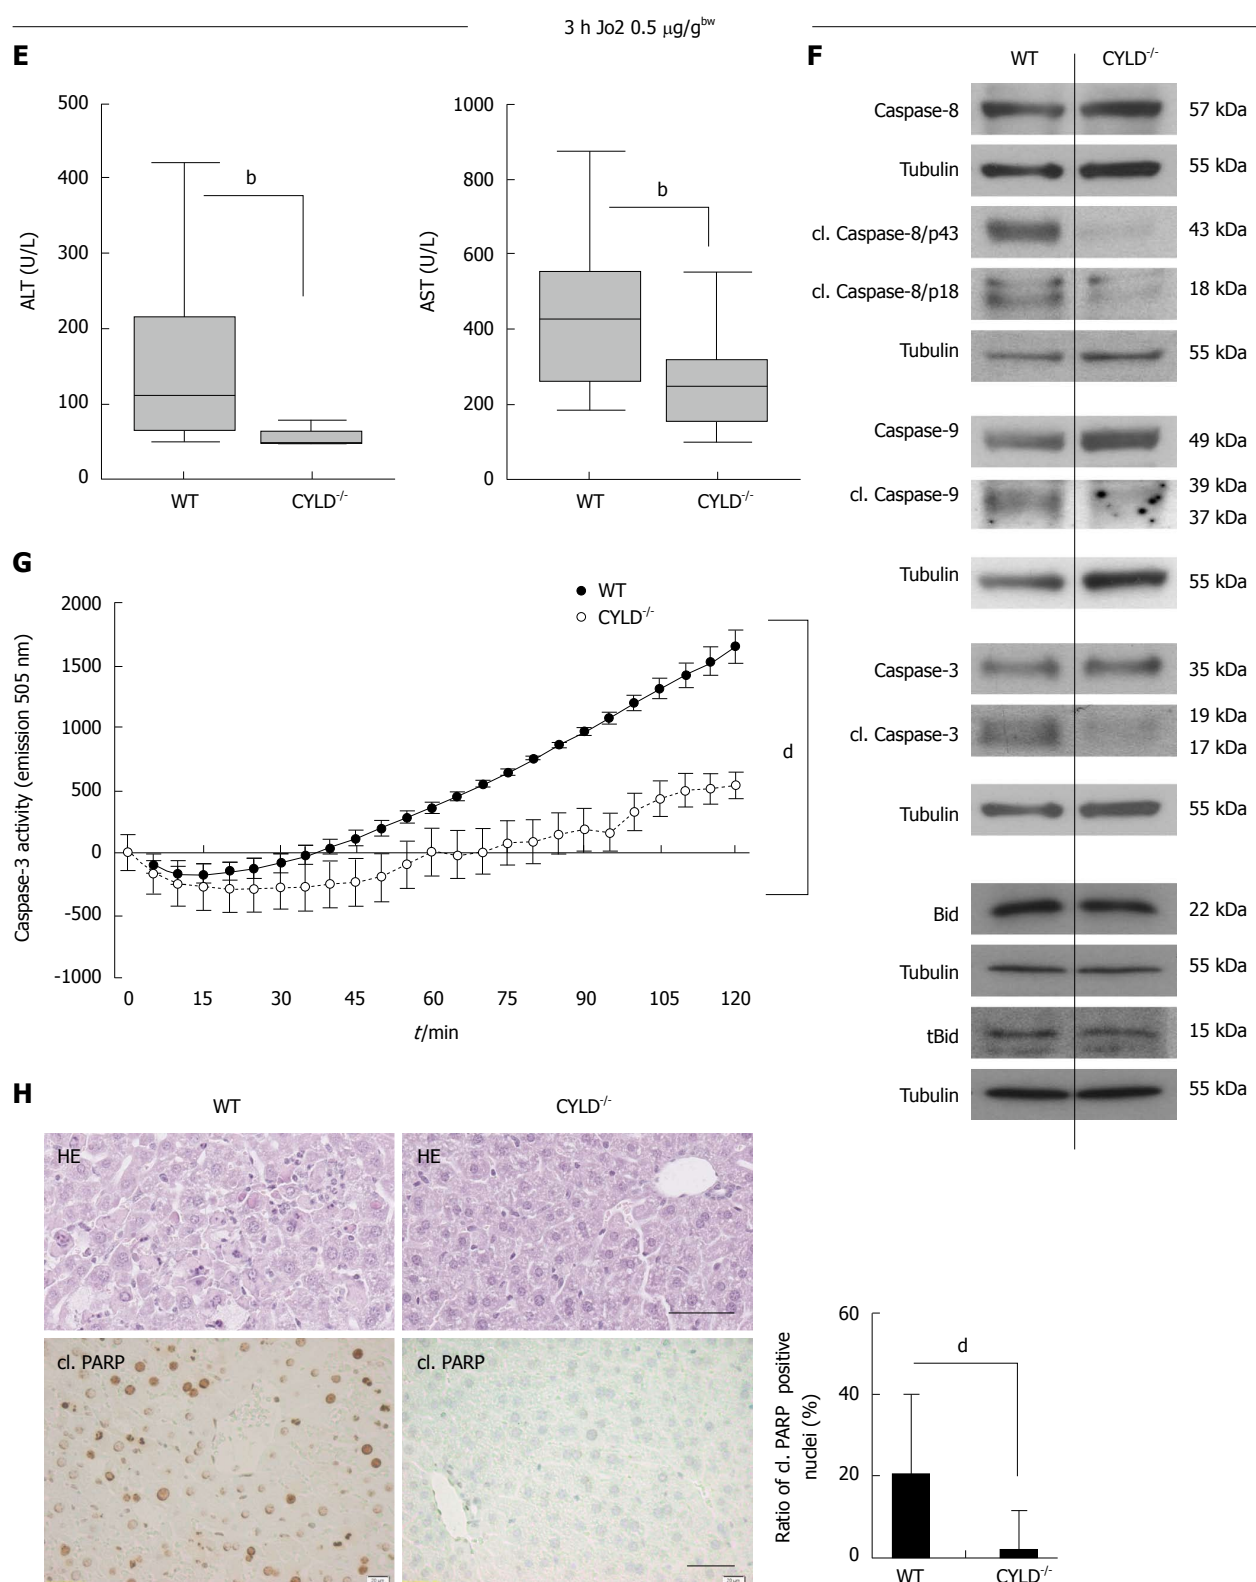 3 h Jo2 0.5 μg/g^bw
E
ALT (U/L)
500
400
300
200
100
0
b
WT
CYLD^-/-
AST (U/L)
1000
800
600
400
200
0
b
WT
CYLD^-/-
F
WT
CYLD^-/-
Caspase-8
57 kDa
Tubulin
55 kDa
cl. Caspase-8/p43
43 kDa
cl. Caspase-8/p18
18 kDa
Tubulin
55 kDa
Caspase-9
49 kDa
cl. Caspase-9
39 kDa
37 kDa
Tubulin
55 kDa
Caspase-3
35 kDa
cl. Caspase-3
19 kDa
17 kDa
Tubulin
55 kDa
Bid
22 kDa
Tubulin
55 kDa
tBid
15 kDa
Tubulin
55 kDa
G
Caspase-3 activity (emission 505 nm)
2000
1500
1000
500
0
-500
-1000
WT
CYLD^-/-
d
0 15 30 45 60 75 90 105 120
t/min
H
WT
CYLD^-/-
HE
cl. PARP
cl. PARP
Ratio of cl. PARP positive
nuclei (%)
60
40
20
0
d
WT
CYLD^-/-